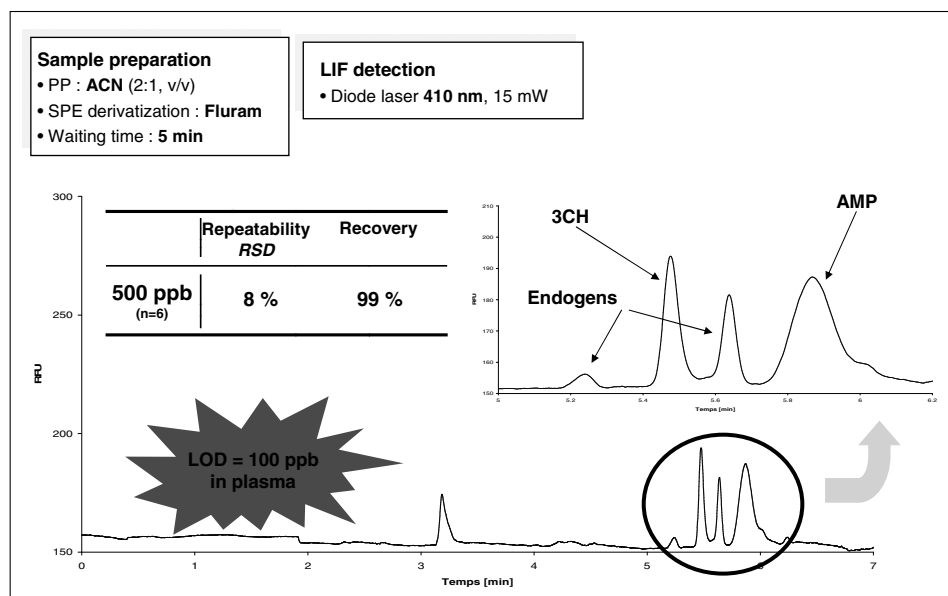 Sample preparation
• PP : ACN (2:1, v/v)
• SPE derivatization : Fluram
• Waiting time : 5 min
LIF detection
• Diode laser 410 nm, 15 mW
300
250
200
150
RFU
0
1
2
3
4
5
6
7
Temps [min]
Repeatability
RSD
Recovery
500 ppb
(n=6)
8 %
99 %
LOD = 100 ppb
in plasma
210
200
190
180
170
160
150
RFU
5
5.2
5.4
5.6
5.8
6
6.2
Temps [min]
3CH
AMP
Endogens